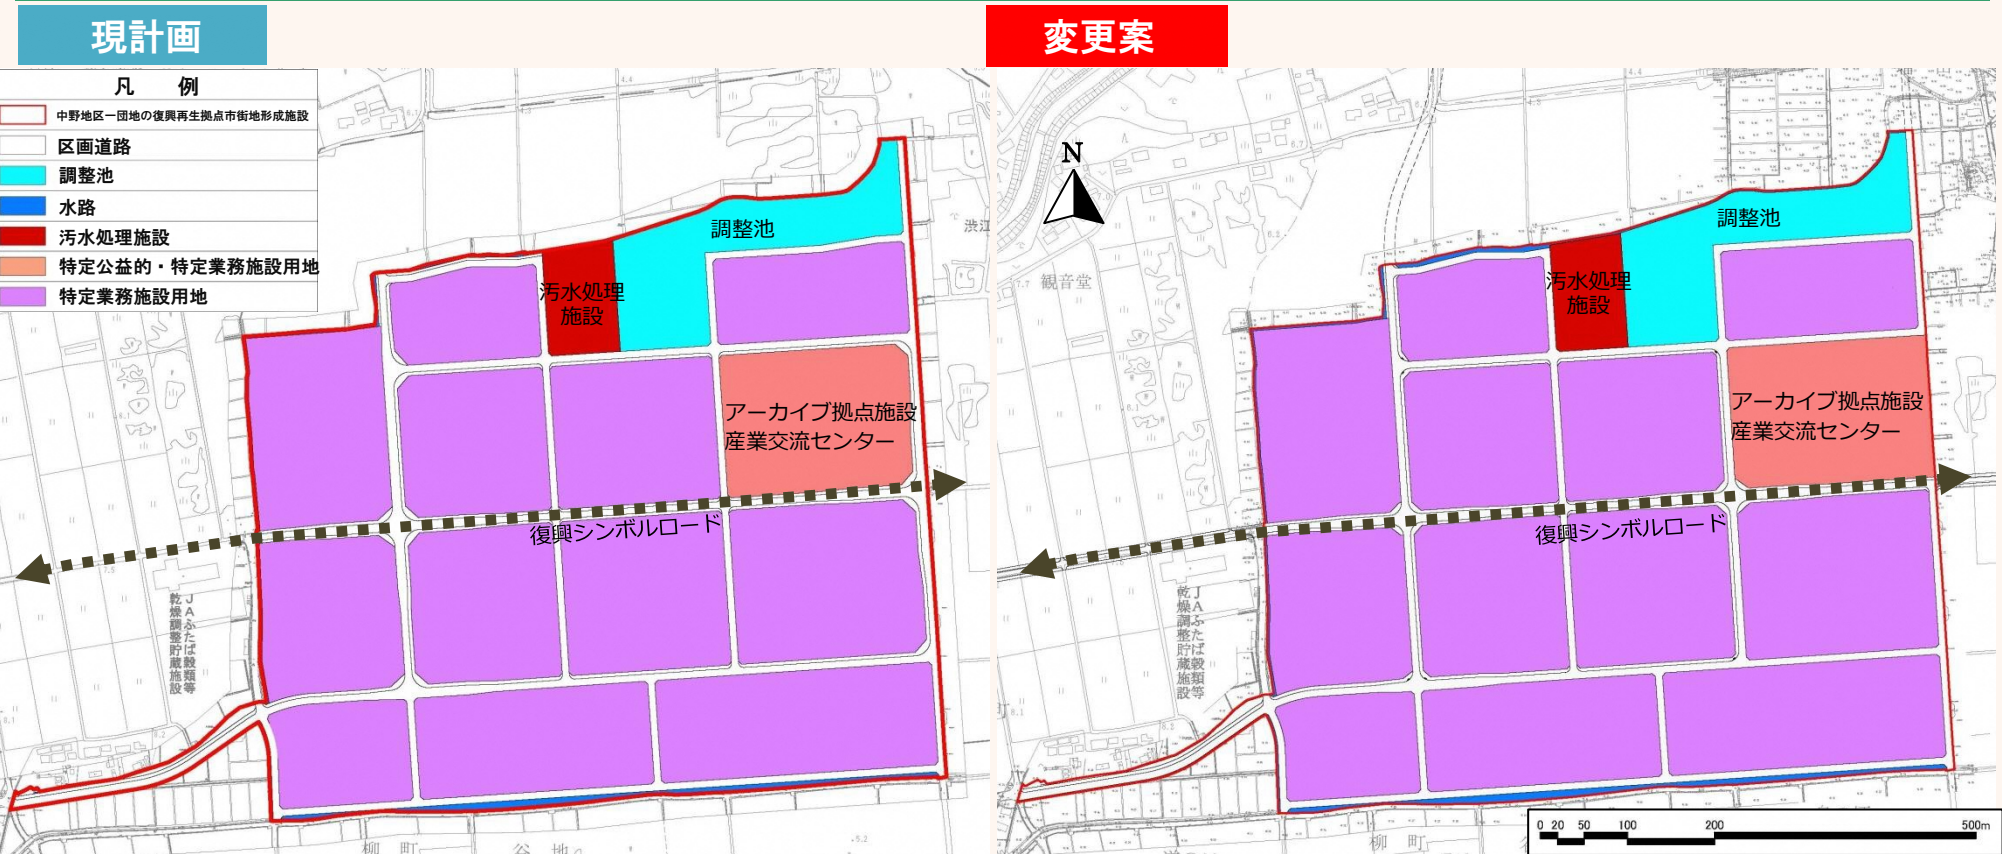 現計画
変更案
凡 例
中野地区一団地の復興再生拠点市街地形成施設
区画道路
調整池
水路
汚水処理施設
特定公益的・特定業務施設用地
特定業務施設用地
調整池
汚水処理
施設
アーカイブ拠点施設
産業交流センター
復興シンボルロード
JAふたば穀類等
乾燥調整貯蔵施設
渋江
柳 町
谷 地
N
観音堂
調整池
汚水処理
施設
アーカイブ拠点施設
産業交流センター
復興シンボルロード
JAふたば穀類等
乾燥調整貯蔵施設
柳 町
0 20 50 100 200 500m